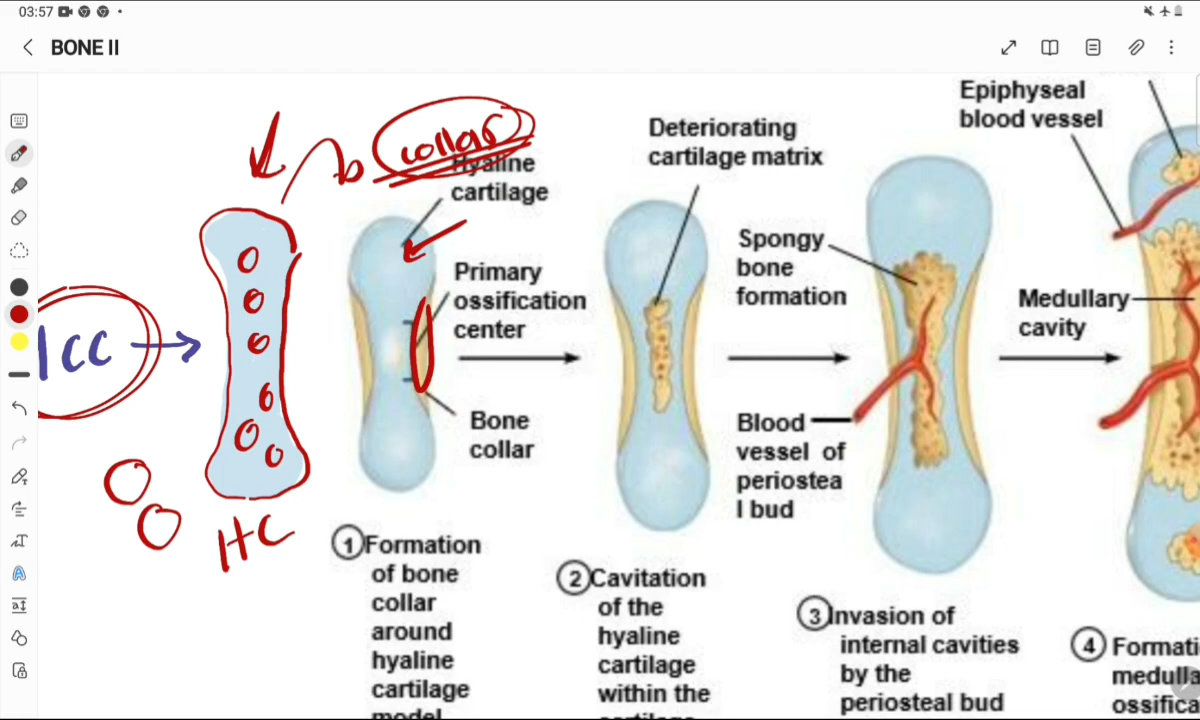 03:57
BONE II
collar
Hyaline
cartilage
Primary
ossification
center
Bone
collar
ICC
HC
Deteriorating
cartilage matrix
Spongy
bone
formation
Blood
vessel of
periostea
l bud
Epiphyseal
blood vessel
Medullary
cavity
1 Formation
of bone
collar
around
hyaline
cartilage
model
2 Cavitation
of the
hyaline
cartilage
within the
cartilage
3 Invasion of
internal cavities
by the
periosteal bud
4 Formati
medulla
ossifica